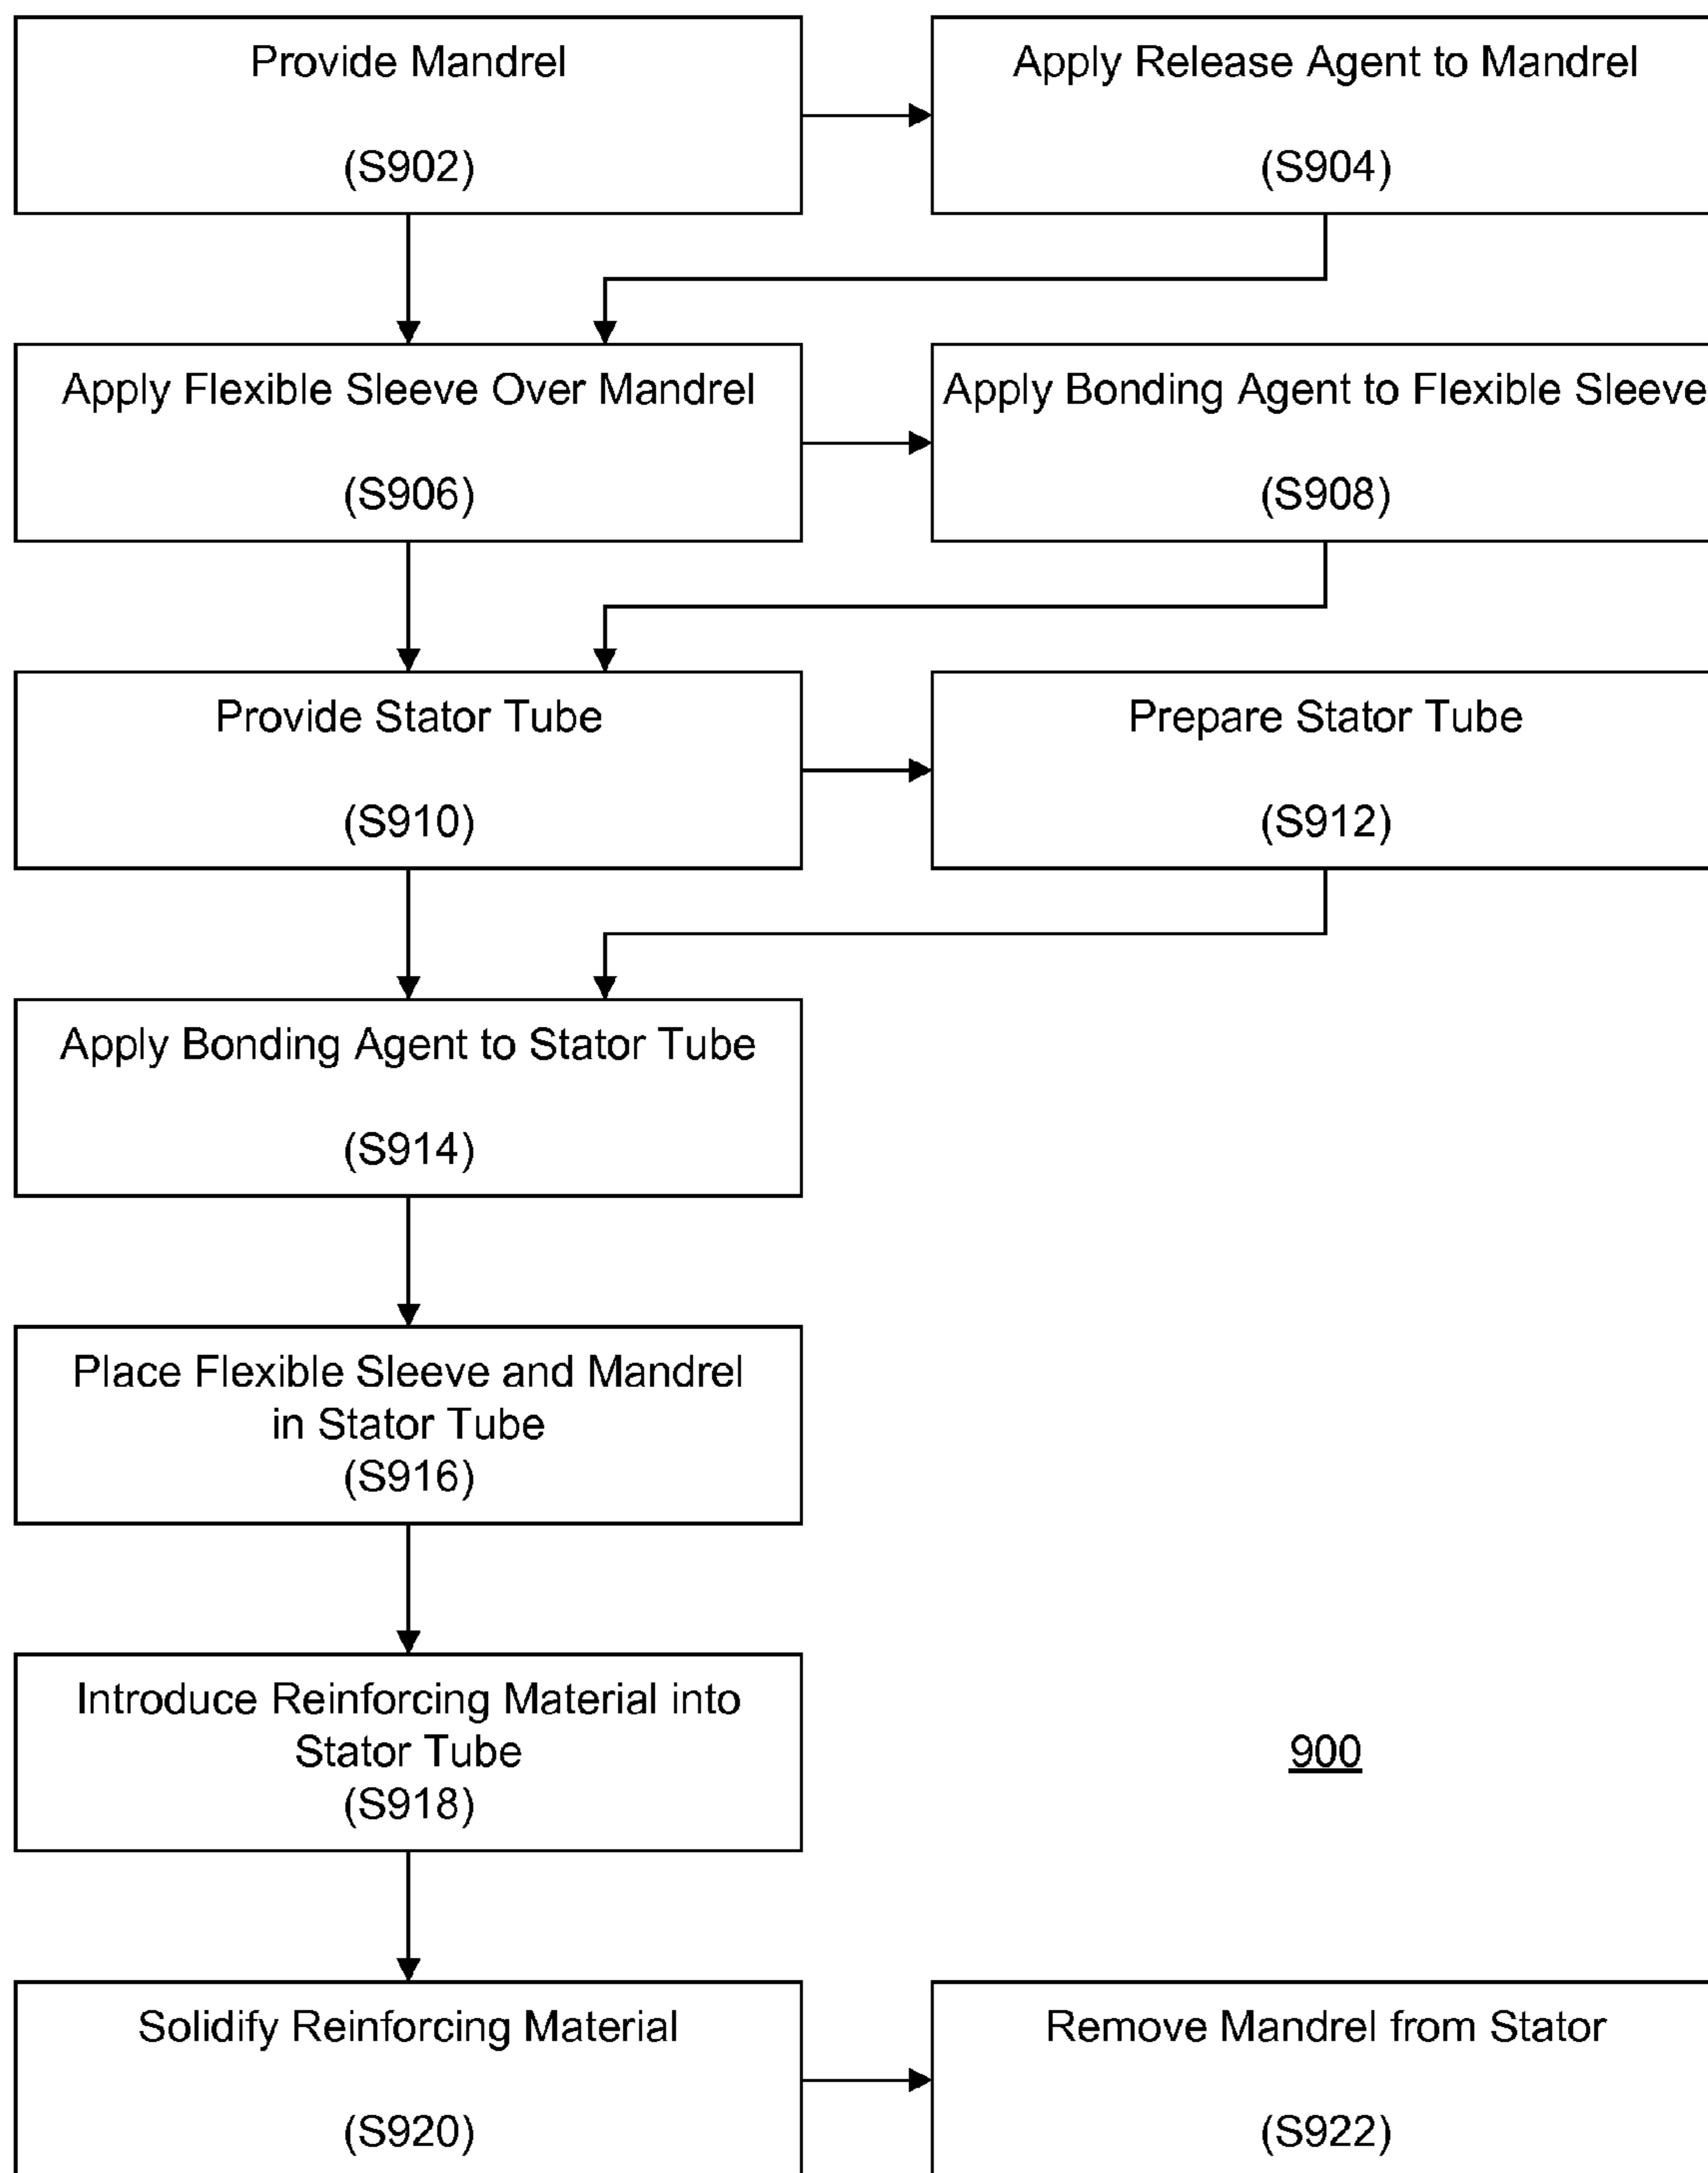 Provide Mandrel
(S902)
Apply Release Agent to Mandrel
(S904)
Apply Flexible Sleeve Over Mandrel
(S906)
Apply Bonding Agent to Flexible Sleeve
(S908)
Provide Stator Tube
(S910)
Prepare Stator Tube
(S912)
Apply Bonding Agent to Stator Tube
(S914)
Place Flexible Sleeve and Mandrel
in Stator Tube
(S916)
Introduce Reinforcing Material into
Stator Tube
(S918)
900
Solidify Reinforcing Material
(S920)
Remove Mandrel from Stator
(S922)